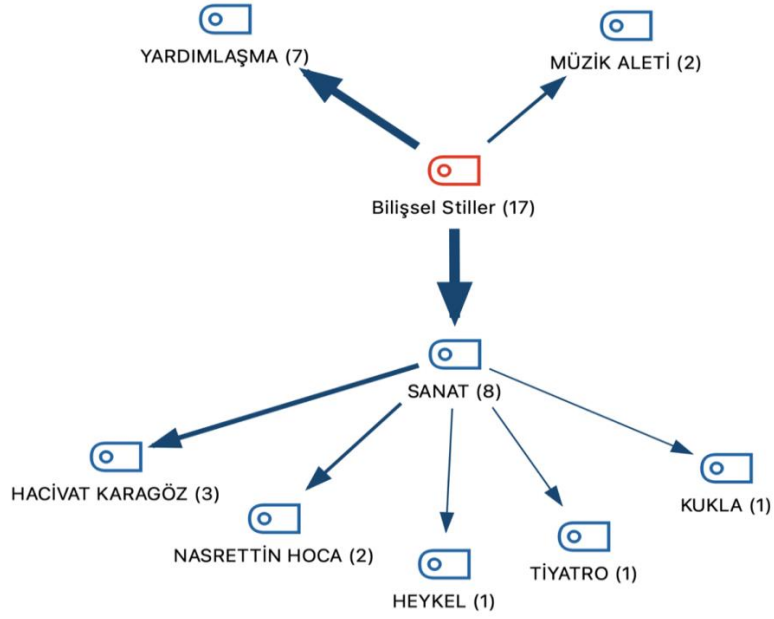 YARDIMLAŞMA (7)
MÜZİK ALETİ (2)
Bilişsel Stiller (17)
SANAT (8)
HACİVAT KARAGÖZ (3)
KUKLA (1)
NASRETTİN HOCA (2)
TİYATRO (1)
HEYKEL (1)